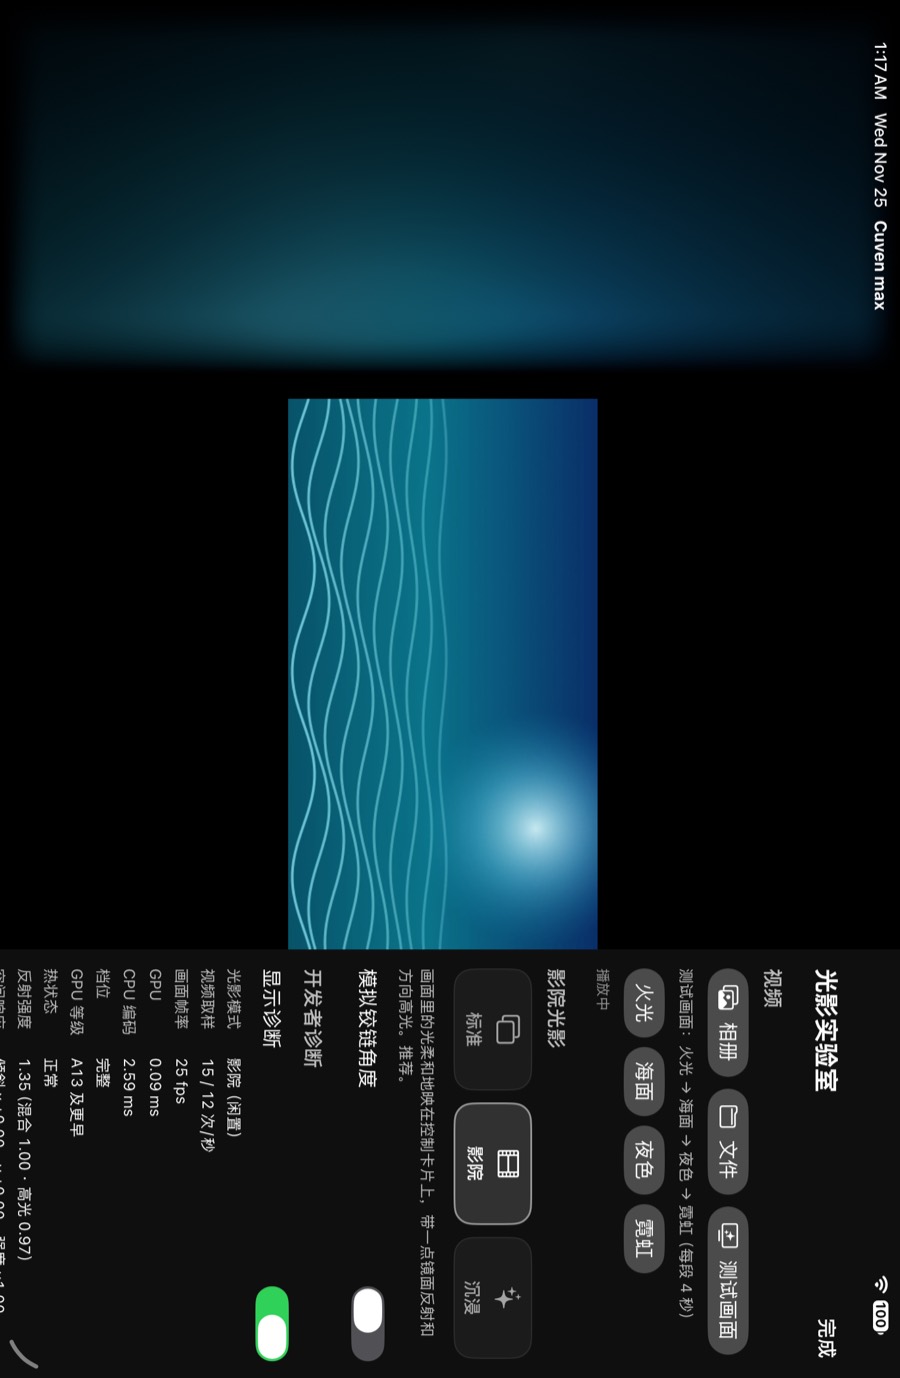 1:17 AM Wed Nov 25 Cuven max
100
光影实验室 完成
视频
相册 文件 测试画面
测试画面：火光 → 海面 → 夜色 → 霓虹（每段 4 秒）
火光 海面 夜色 霓虹
播放中
影院光影
标准 影院 沉浸
画面里的光柔和地映在控制卡片上，带一点镜面反射和
方向高光。推荐。
模拟铰链角度
开发者诊断
显示诊断
光影模式 影院（闲置）
视频取样 15 / 12 次/秒
画面帧率 25 fps
GPU 0.09 ms
CPU 编码 2.59 ms
档位 完整
GPU 等级 A13 及更早
热状态 正常
反射强度 1.35（混合 1.00 · 高光 0.97）